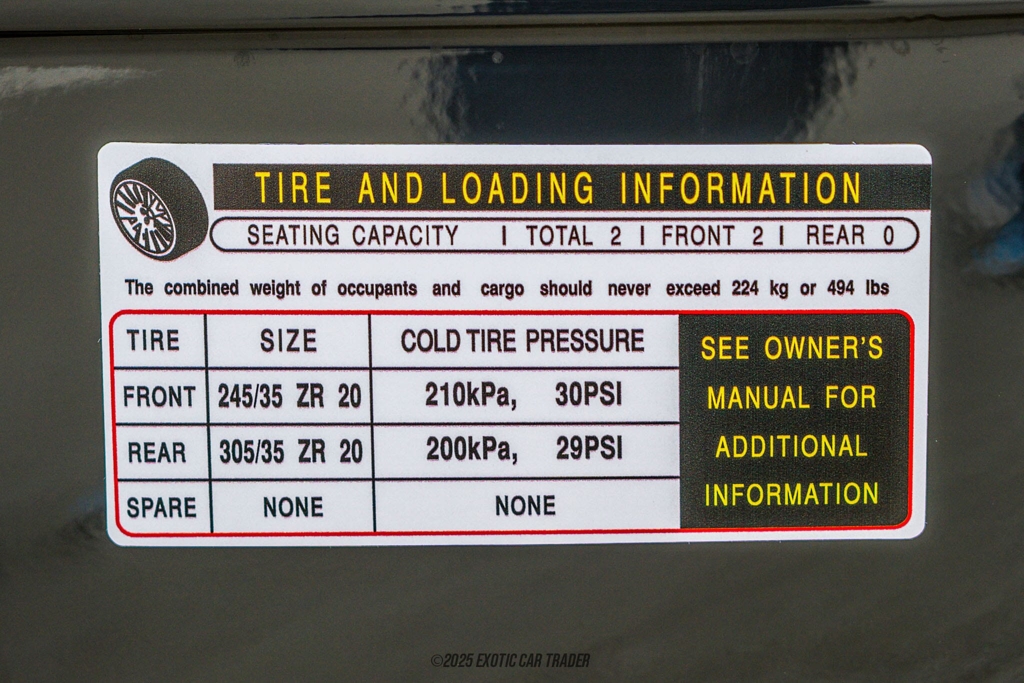 TIRE AND LOADING INFORMATION
SEATING CAPACITY I TOTAL 2 I FRONT 2 I REAR 0
The combined weight of occupants and cargo should never exceed 224 kg or 494 lbs
TIRE SIZE COLD TIRE PRESSURE
FRONT 245/35 ZR 20 210kPa, 30PSI
REAR 305/35 ZR 20 200kPa, 29PSI
SPARE NONE NONE
SEE OWNER'S
MANUAL FOR
ADDITIONAL
INFORMATION
©2025 EXOTIC CAR TRADER